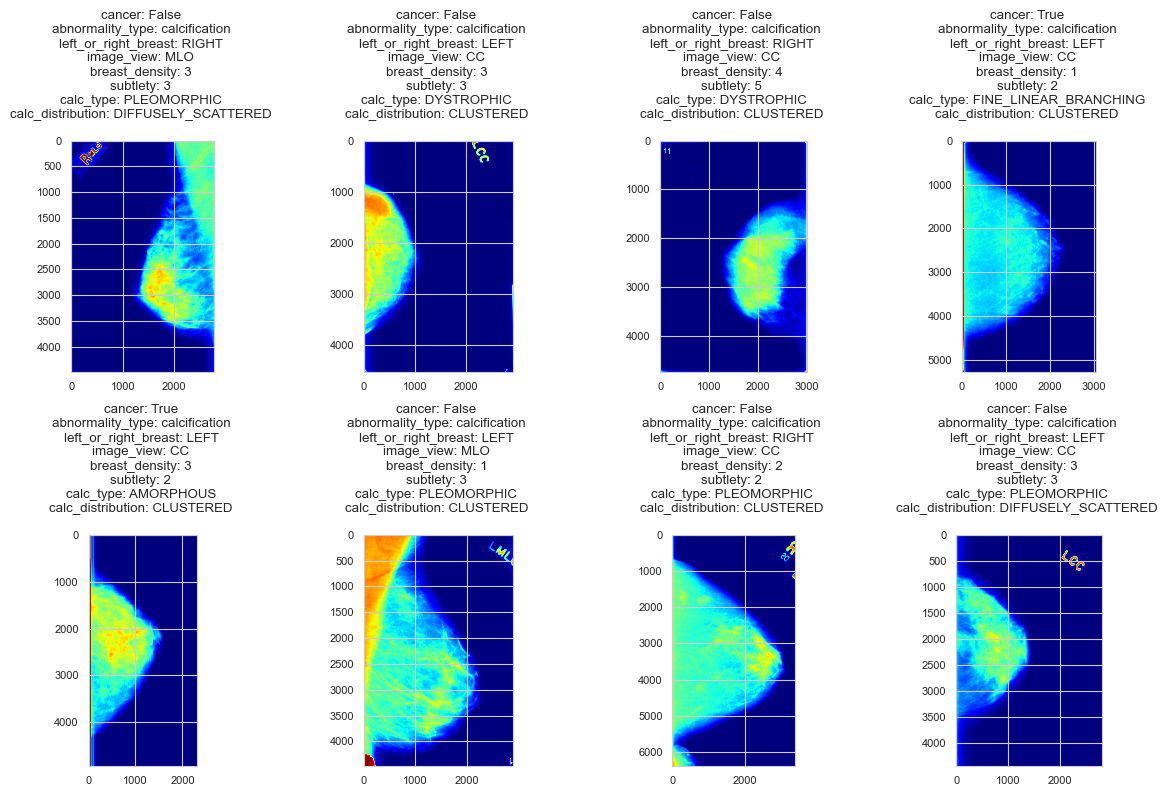 cancer: False
abnormality_type: calcification
left_or_right_breast: RIGHT
image_view: MLO
breast_density: 3
subtlety: 3
calc_type: PLEOMORPHIC
calc_distribution: DIFFUSELY_SCATTERED
0
500
1000
1500
2000
2500
3000
3500
4000
0
1000
2000
cancer: False
abnormality_type: calcification
left_or_right_breast: LEFT
image_view: CC
breast_density: 3
subtlety: 3
calc_type: DYSTROPHIC
calc_distribution: CLUSTERED
LCC
0
1000
2000
3000
4000
0
1000
2000
cancer: False
abnormality_type: calcification
left_or_right_breast: RIGHT
image_view: CC
breast_density: 4
subtlety: 5
calc_type: DYSTROPHIC
calc_distribution: CLUSTERED
11
0
1000
2000
3000
4000
0
1000
2000
3000
cancer: True
abnormality_type: calcification
left_or_right_breast: LEFT
image_view: CC
breast_density: 1
subtlety: 2
calc_type: FINE_LINEAR_BRANCHING
calc_distribution: CLUSTERED
0
1000
2000
3000
4000
5000
0
1000
2000
3000
cancer: True
abnormality_type: calcification
left_or_right_breast: LEFT
image_view: CC
breast_density: 3
subtlety: 2
calc_type: AMORPHOUS
calc_distribution: CLUSTERED
0
1000
2000
3000
4000
0
1000
2000
cancer: False
abnormality_type: calcification
left_or_right_breast: LEFT
image_view: MLO
breast_density: 1
subtlety: 3
calc_type: PLEOMORPHIC
calc_distribution: CLUSTERED
LMLO
0
500
1000
1500
2000
2500
3000
3500
4000
0
1000
2000
cancer: False
abnormality_type: calcification
left_or_right_breast: RIGHT
image_view: CC
breast_density: 2
subtlety: 2
calc_type: PLEOMORPHIC
calc_distribution: CLUSTERED
0
1000
2000
3000
4000
5000
6000
0
2000
cancer: False
abnormality_type: calcification
left_or_right_breast: LEFT
image_view: CC
breast_density: 3
subtlety: 3
calc_type: PLEOMORPHIC
calc_distribution: DIFFUSELY_SCATTERED
LCC
0
500
1000
1500
2000
2500
3000
3500
4000
0
1000
2000